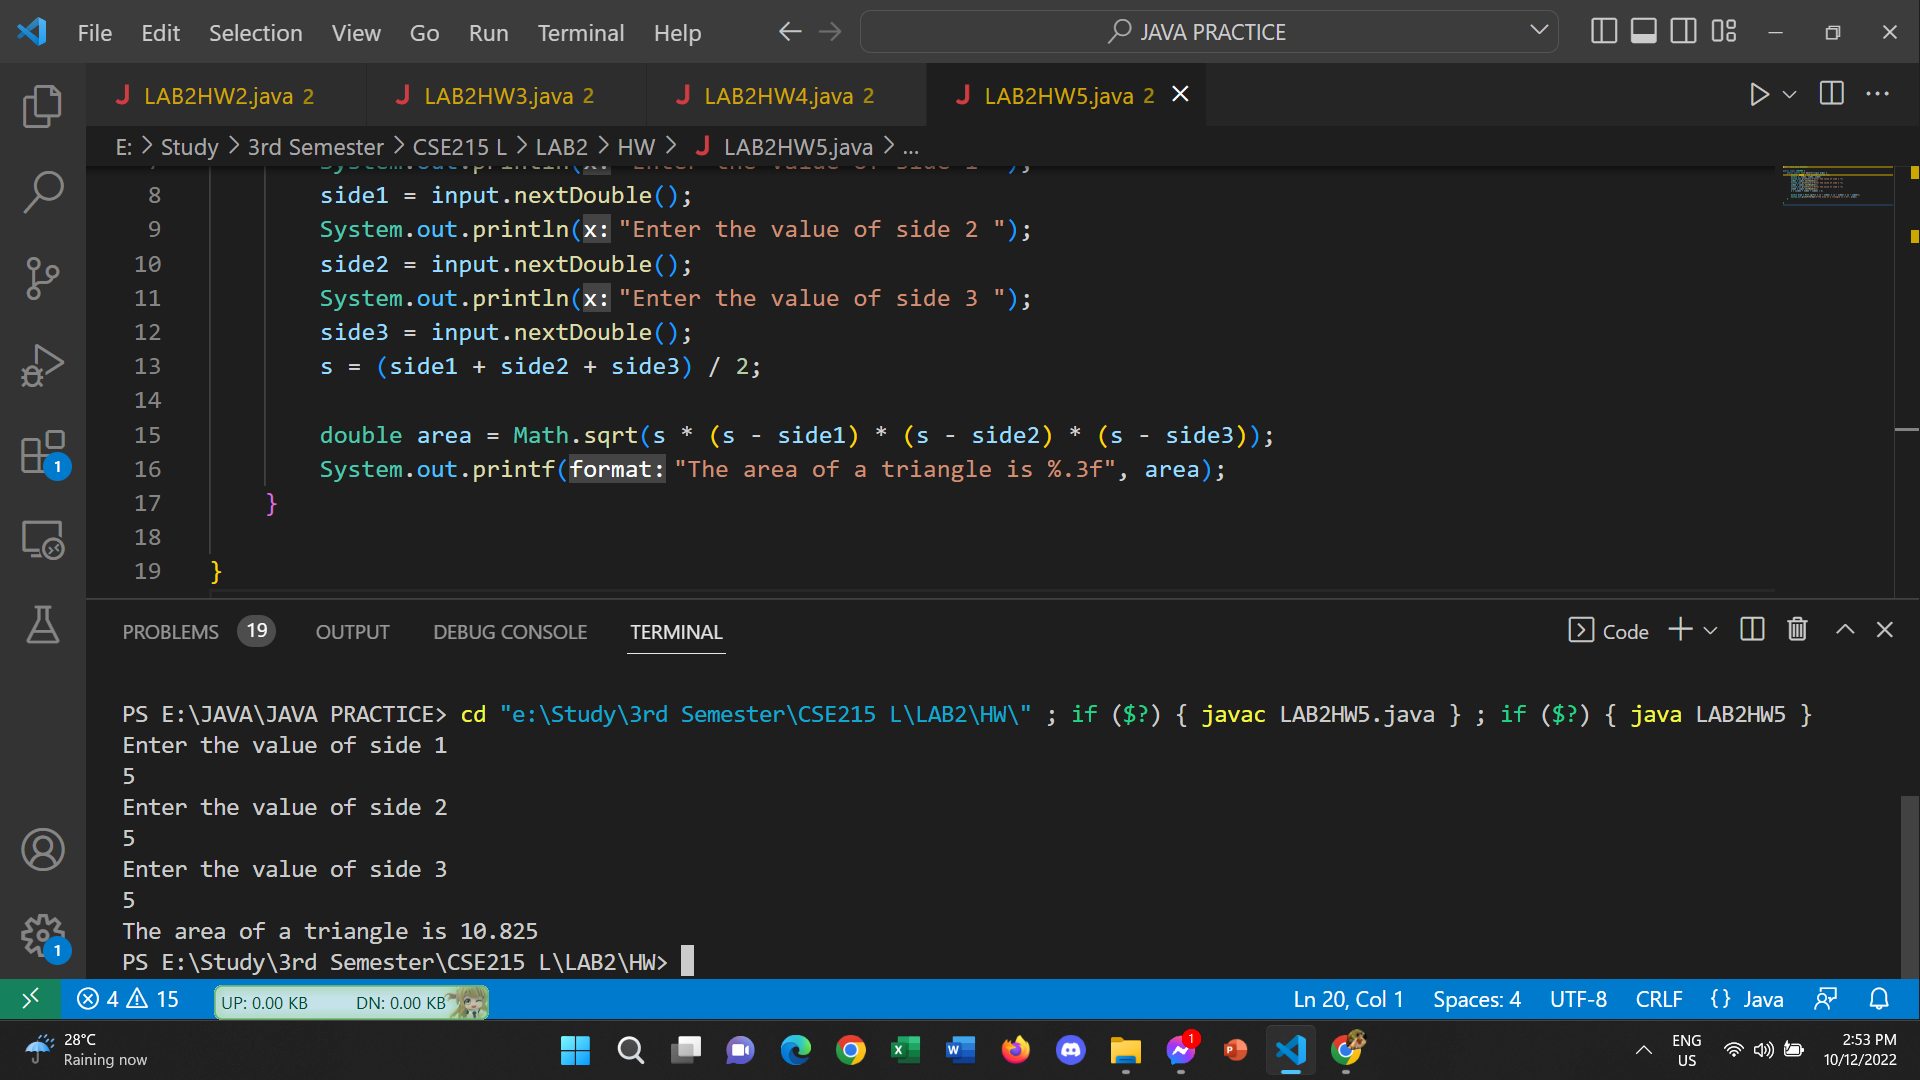 File Edit Selection View Go Run Terminal Help JAVA PRACTICE
LAB2HW2.java 2 LAB2HW3.java 2 LAB2HW4.java 2 LAB2HW5.java 2
E: > Study > 3rd Semester > CSE215 L > LAB2 > HW > LAB2HW5.java > ...
8 side1 = input.nextDouble();
9 System.out.println(x: "Enter the value of side 2 ");
10 side2 = input.nextDouble();
11 System.out.println(x: "Enter the value of side 3 ");
12 side3 = input.nextDouble();
13 s = (side1 + side2 + side3) / 2;
14
15 double area = Math.sqrt(s * (s - side1) * (s - side2) * (s - side3));
16 System.out.printf(format: "The area of a triangle is %.3f", area);
17 }
18
19 }
PROBLEMS 19 OUTPUT DEBUG CONSOLE TERMINAL Code
PS E:\JAVA\JAVA PRACTICE> cd "e:\Study\3rd Semester\CSE215 L\LAB2\HW\" ; if ($?) { javac LAB2HW5.java } ; if ($?) { java LAB2HW5 }
Enter the value of side 1
5
Enter the value of side 2
5
Enter the value of side 3
5
The area of a triangle is 10.825
PS E:\Study\3rd Semester\CSE215 L\LAB2\HW>
1
1
4 15 UP: 0.00 KB DN: 0.00 KB Ln 20, Col 1 Spaces: 4 UTF-8 CRLF {} Java
28°C
Raining now
1
ENG
US
2:53 PM
10/12/2022